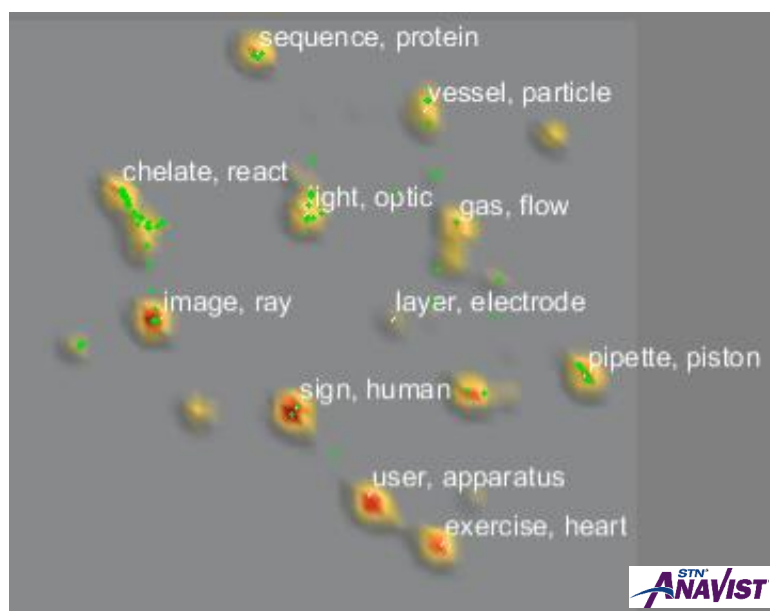 sequence, protein
vessel, particle
chelate, react
light, optic
gas, flow
image, ray
layer, electrode
pipette, piston
sign, human
user, apparatus
exercise, heart
STN®
ANAVIST